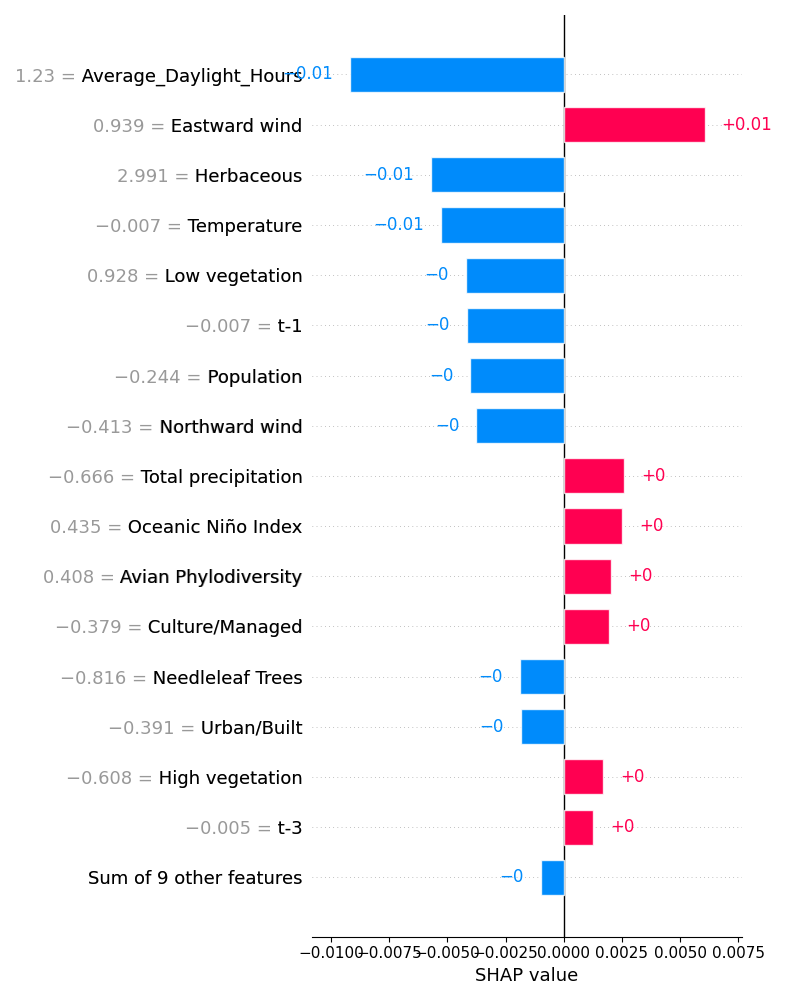 1.23 = Average_Daylight_Hours −0.01
0.939 = Eastward wind +0.01
2.991 = Herbaceous −0.01
−0.007 = Temperature −0.01
0.928 = Low vegetation −0
−0.007 = t-1 −0
−0.244 = Population −0
−0.413 = Northward wind −0
−0.666 = Total precipitation +0
0.435 = Oceanic Niño Index +0
0.408 = Avian Phylodiversity +0
−0.379 = Culture/Managed +0
−0.816 = Needleleaf Trees −0
−0.391 = Urban/Built −0
−0.608 = High vegetation +0
−0.005 = t-3 +0
Sum of 9 other features −0
−0.0100 −0.0075 −0.0050 −0.0025 0.0000 0.0025 0.0050 0.0075
SHAP value